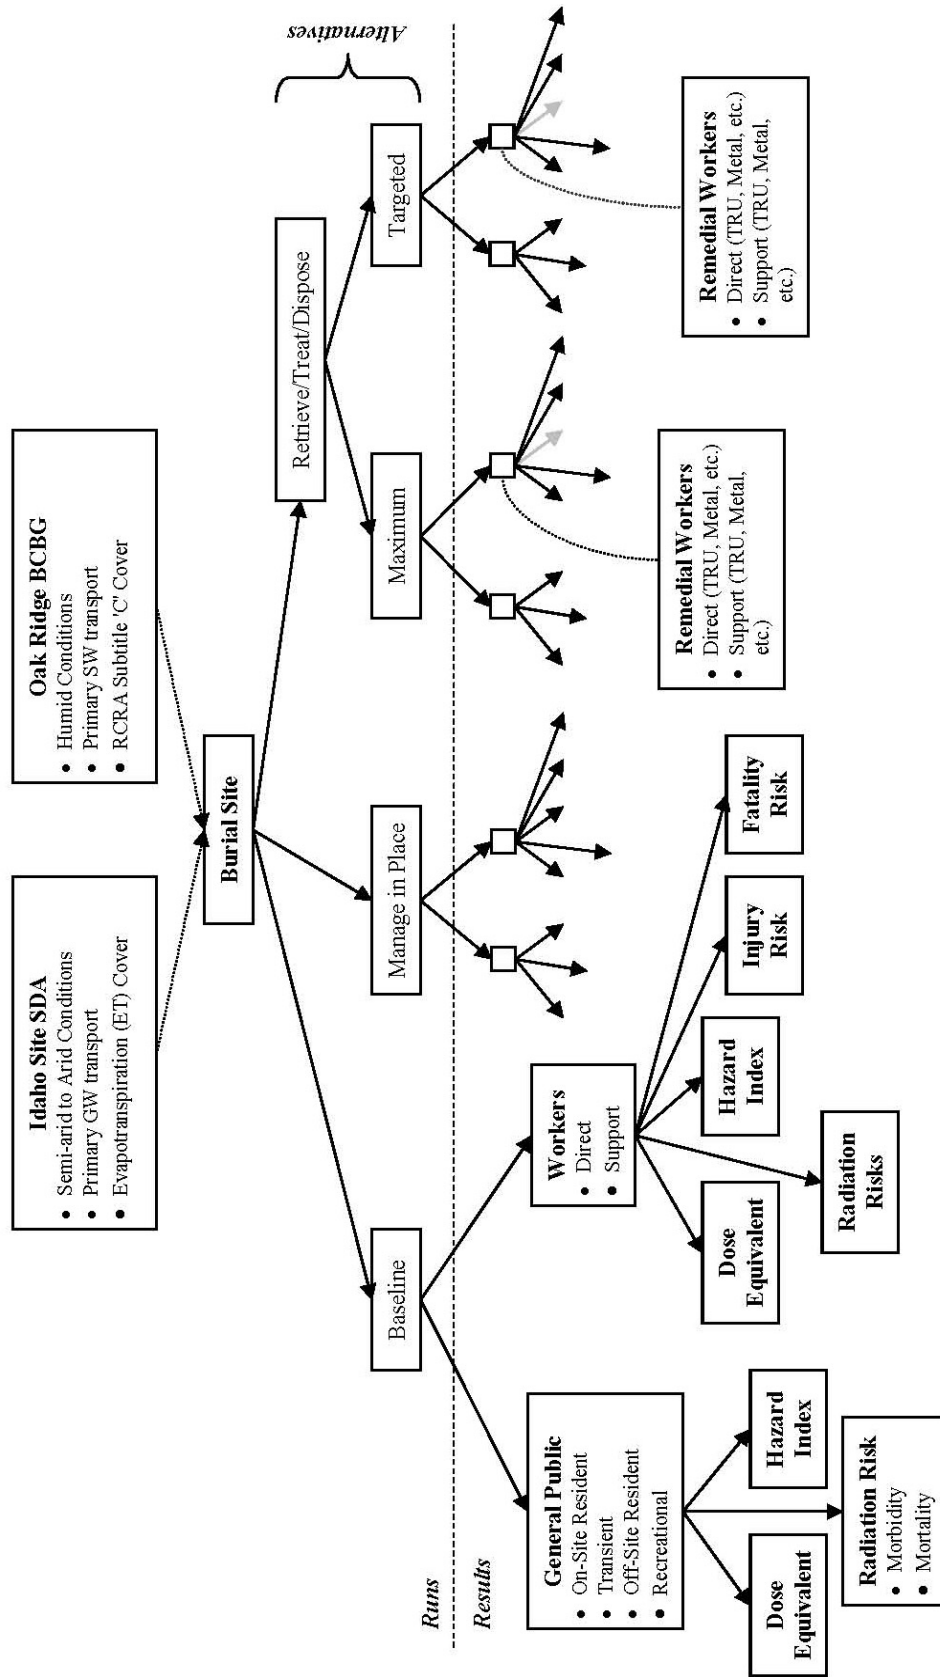 Idaho Site SDA
• Semi-arid to Arid Conditions
• Primary GW transport
• Evapotranspiration (ET) Cover
Oak Ridge BCBG
• Humid Conditions
• Primary SW transport
• RCRA Subtitle 'C' Cover
Burial Site
Retrieve/Treat/Dispose
Alternatives
Baseline
Manage in Place
Maximum
Targeted
Runs
Results
General Public
• On-Site Resident
• Transient
• Off-Site Resident
• Recreational
Workers
• Direct
• Support
Dose
Equivalent
Hazard
Index
Radiation Risk
• Morbidity
• Mortality
Dose
Equivalent
Hazard
Index
Injury
Risk
Fatality
Risk
Radiation
Risks
Remedial Workers
• Direct (TRU, Metal, etc.)
• Support (TRU, Metal,
etc.)
Remedial Workers
• Direct (TRU, Metal, etc.)
• Support (TRU, Metal,
etc.)